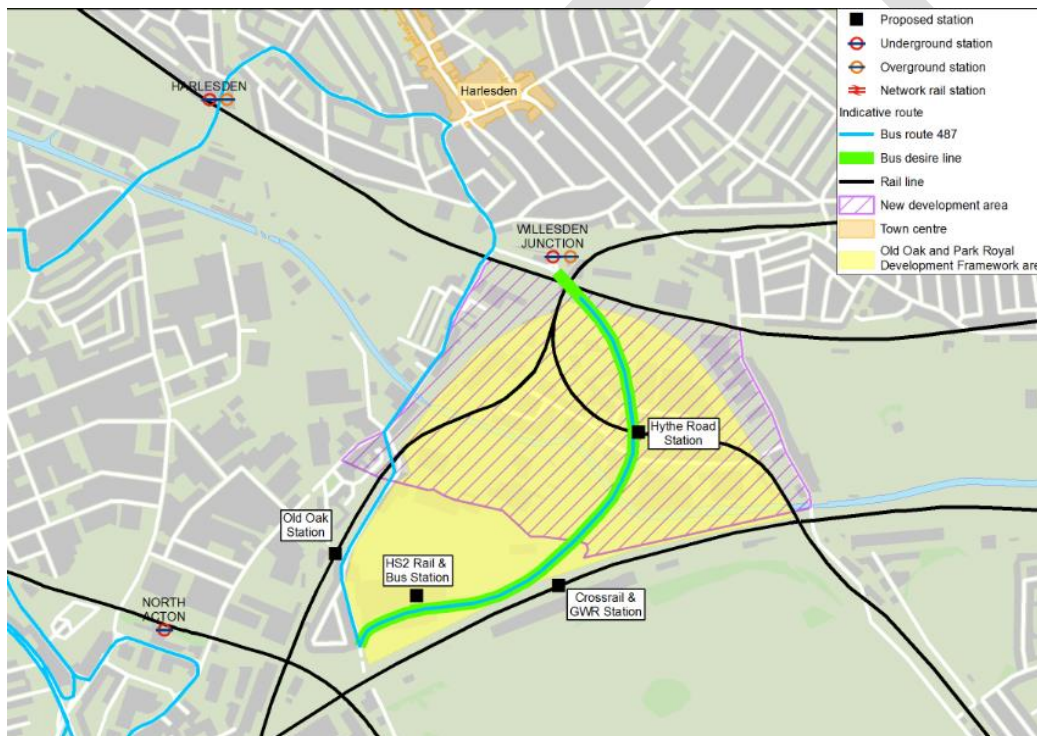 Proposed station
Underground station
Overground station
Network rail station
Indicative route
Bus route 487
Bus desire line
Rail line
New development area
Town centre
Old Oak and Park Royal
Development Framework are
HARLESDEN
Harlesden
WILLESDEN
JUNCTION
Hythe Road
Station
Old Oak
Station
HS2 Rail &
Bus Station
Crossrail &
GWR Station
NORTH
ACTON